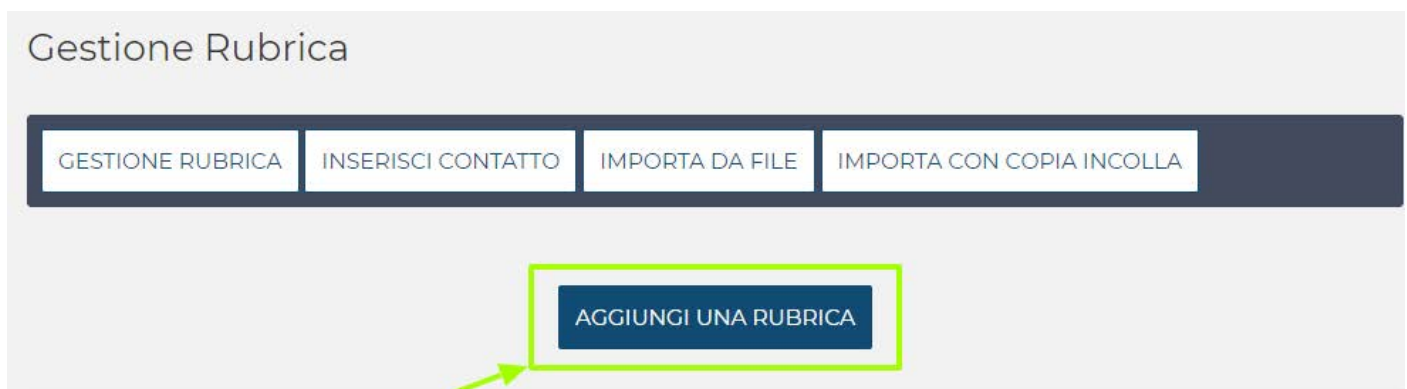 Gestione Rubrica
GESTIONE RUBRICA INSERISCI CONTATTO IMPORTA DA FILE IMPORTA CON COPIA INCOLLA
AGGIUNGI UNA RUBRICA